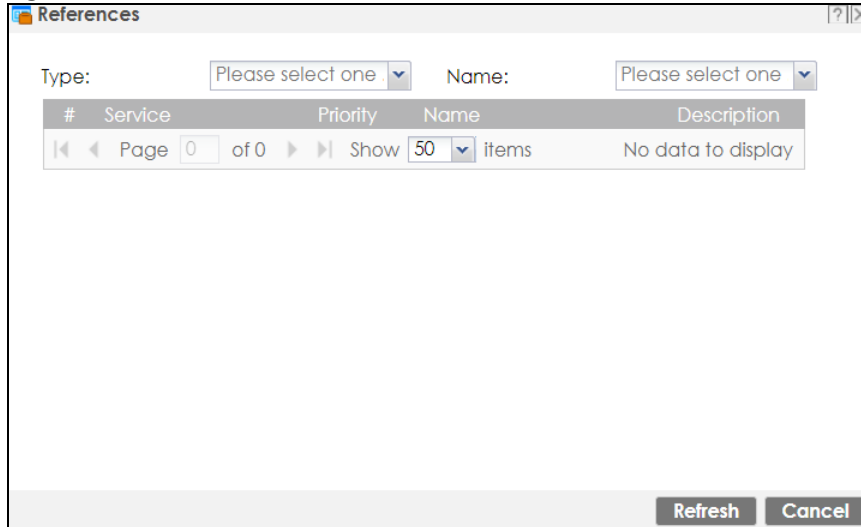 References
Type: Please select one Name: Please select one
# Service Priority Name Description
Page 0 of 0 Show 50 items No data to display
Refresh Cancel